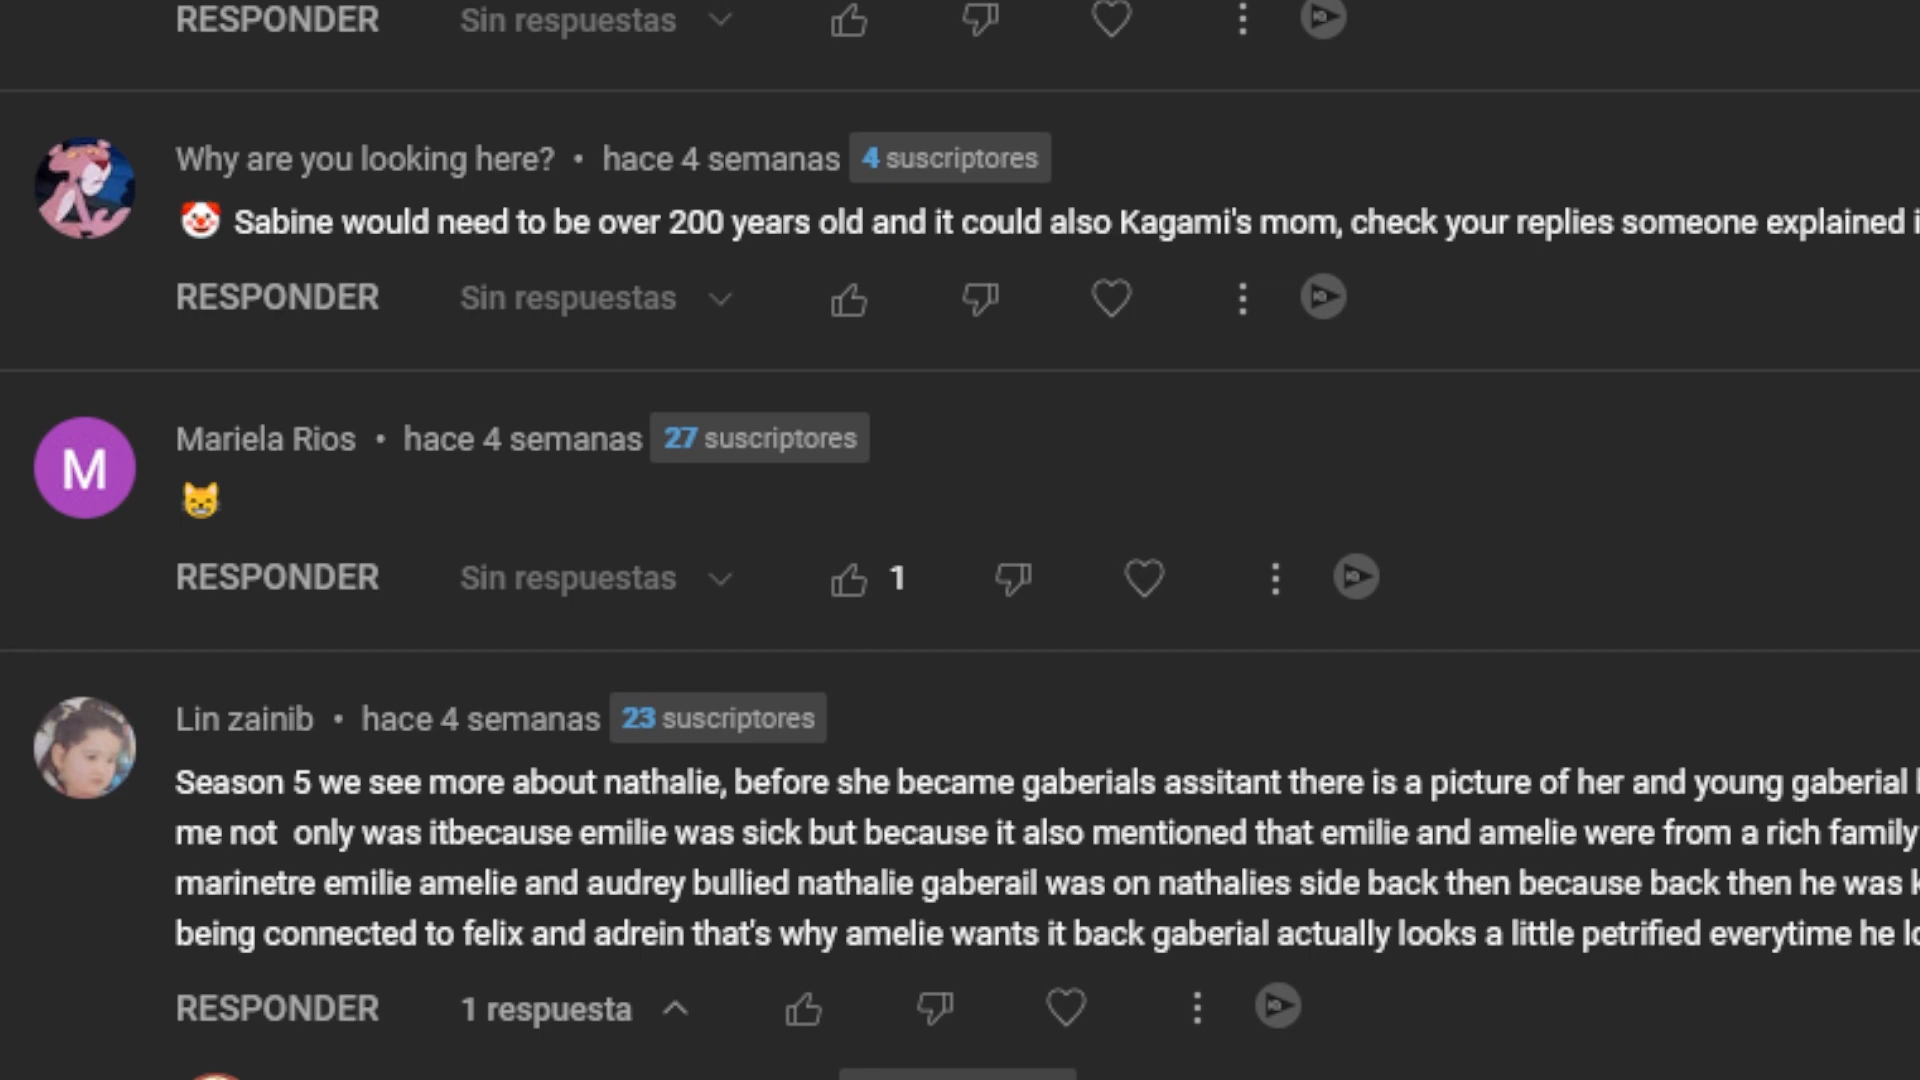 RESPONDER Sin respuestas
Why are you looking here? • hace 4 semanas 4 suscriptores
🤡 Sabine would need to be over 200 years old and it could also Kagami's mom, check your replies someone explained
RESPONDER Sin respuestas
M
Mariela Rios • hace 4 semanas 27 suscriptores
😸
RESPONDER Sin respuestas 1
Lin zainib • hace 4 semanas 23 suscriptores
Season 5 we see more about nathalie, before she became gaberials assitant there is a picture of her and young gaberial
me not only was itbecause emilie was sick but because it also mentioned that emilie and amelie were from a rich family
marinetre emilie amelie and audrey bullied nathalie gaberail was on nathalies side back then because back then he was
being connected to felix and adrein that's why amelie wants it back gaberial actually looks a little petrified everytime he
RESPONDER 1 respuesta